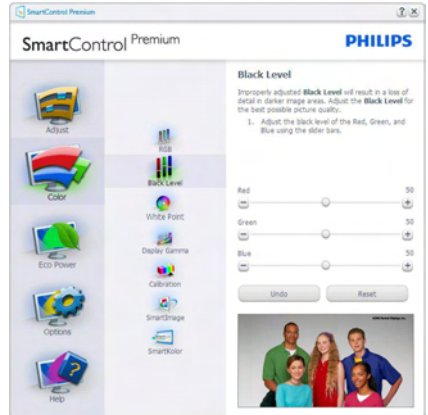 SmartControl Premium
SmartControl Premium
PHILIPS
Adjust
Color
Eco Power
Options
Help
RGB
Black Level
White Point
Display Gamma
Calibration
SmartImage
SmartKolor
Black Level
Improperly adjusted Black Level will result in a loss of
detail in darker image areas. Adjust the Black Level for
the best possible picture quality.
1. Adjust the black level of the Red, Green, and
Blue using the slider bars.
Red 50
Green 50
Blue 50
Undo Reset